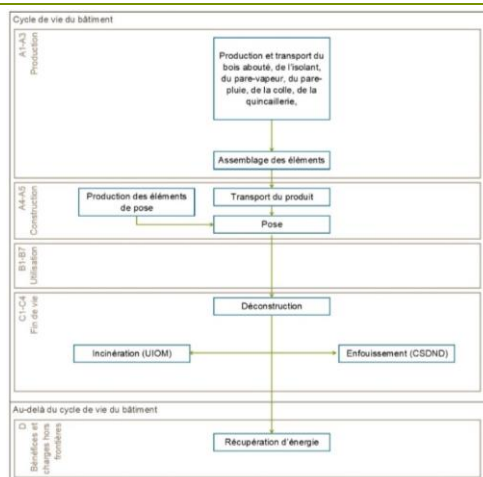 Cycle de vie du bâtiment
A1-A3
Production
Production et transport du
bois abouté, de l'isolant,
du pare-vapeur, du pare-
pluie, de la colle, de la
quincaillerie,
Assemblage des éléments
A4-A5
Construction
Production des éléments
de pose
Transport du produit
Pose
B1-B7
Utilisation
C1-C4
Fin de vie
Déconstruction
Incinération (UIOM)
Enfouissement (CSDND)
Au-delà du cycle de vie du bâtiment
D
Bénéfices et
charges hors
frontières
Récupération d'énergie